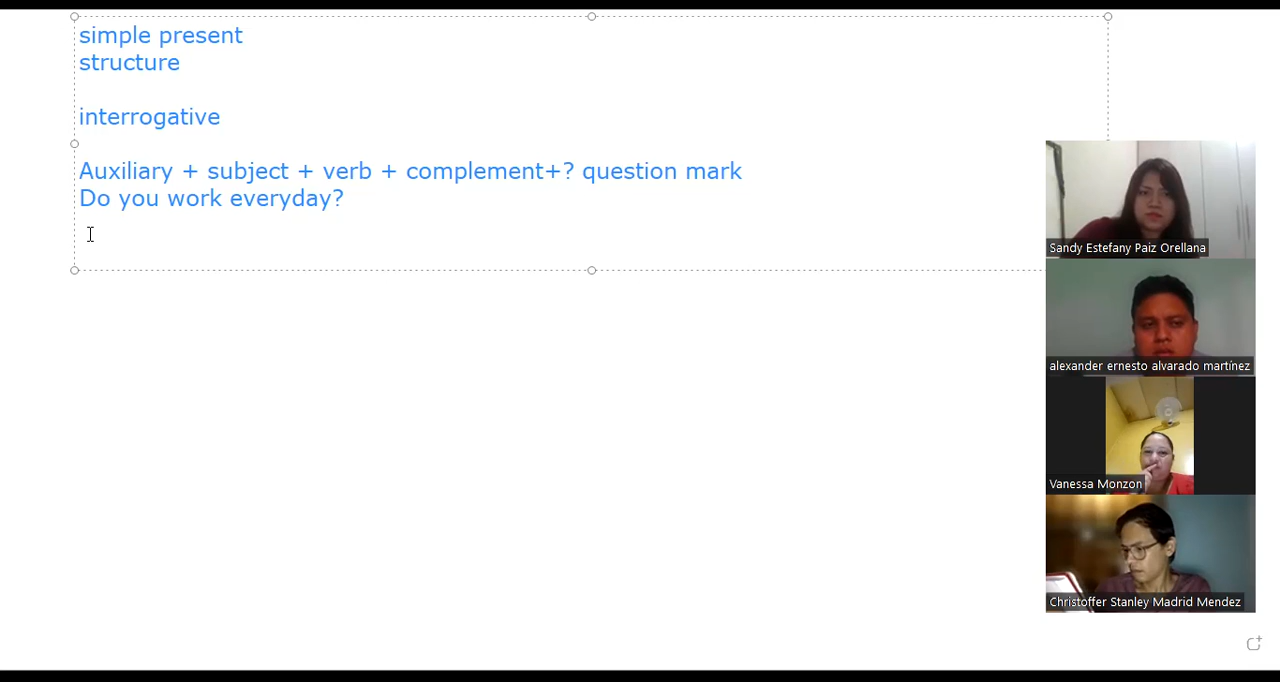 simple present
structure
interrogative
Auxiliary + subject + verb + complement+? question mark
Do you work everyday?
Sandy Estefany Paiz Orellana
alexander ernesto alvarado martínez
Vanessa Monzon
Christoffer Stanley Madrid Mendez